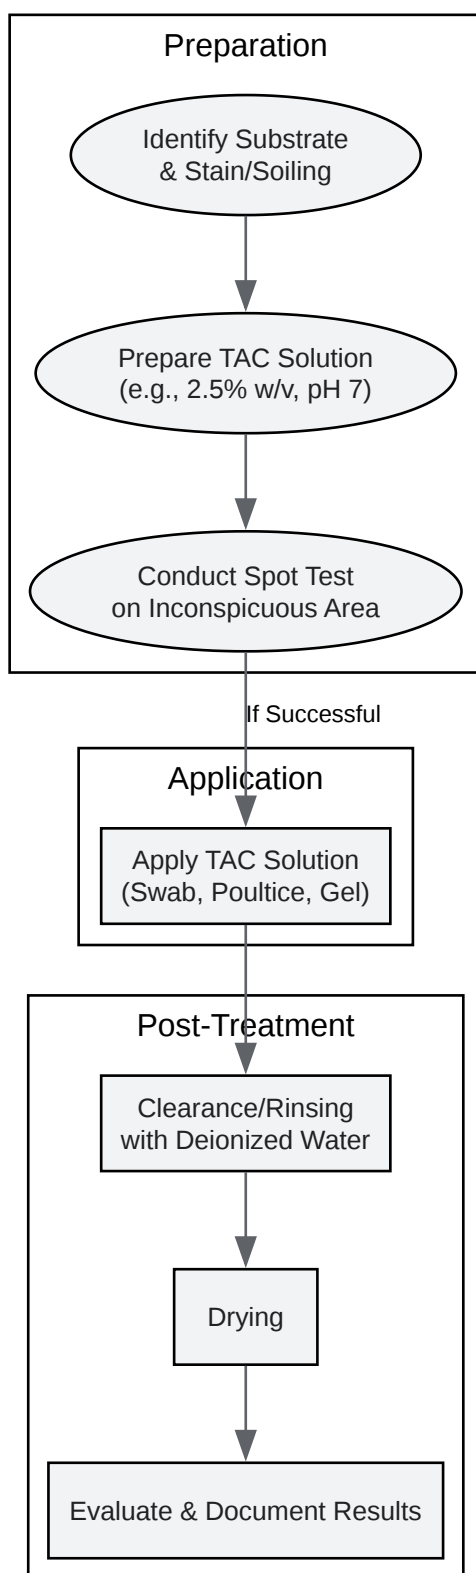 Preparation
Identify Substrate
& Stain/Soiling
Prepare TAC Solution
(e.g., 2.5% w/v, pH 7)
Conduct Spot Test
on Inconspicuous Area
If Successful
Application
Apply TAC Solution
(Swab, Poultice, Gel)
Post-Treatment
Clearance/Rinsing
with Deionized Water
Drying
Evaluate & Document Results